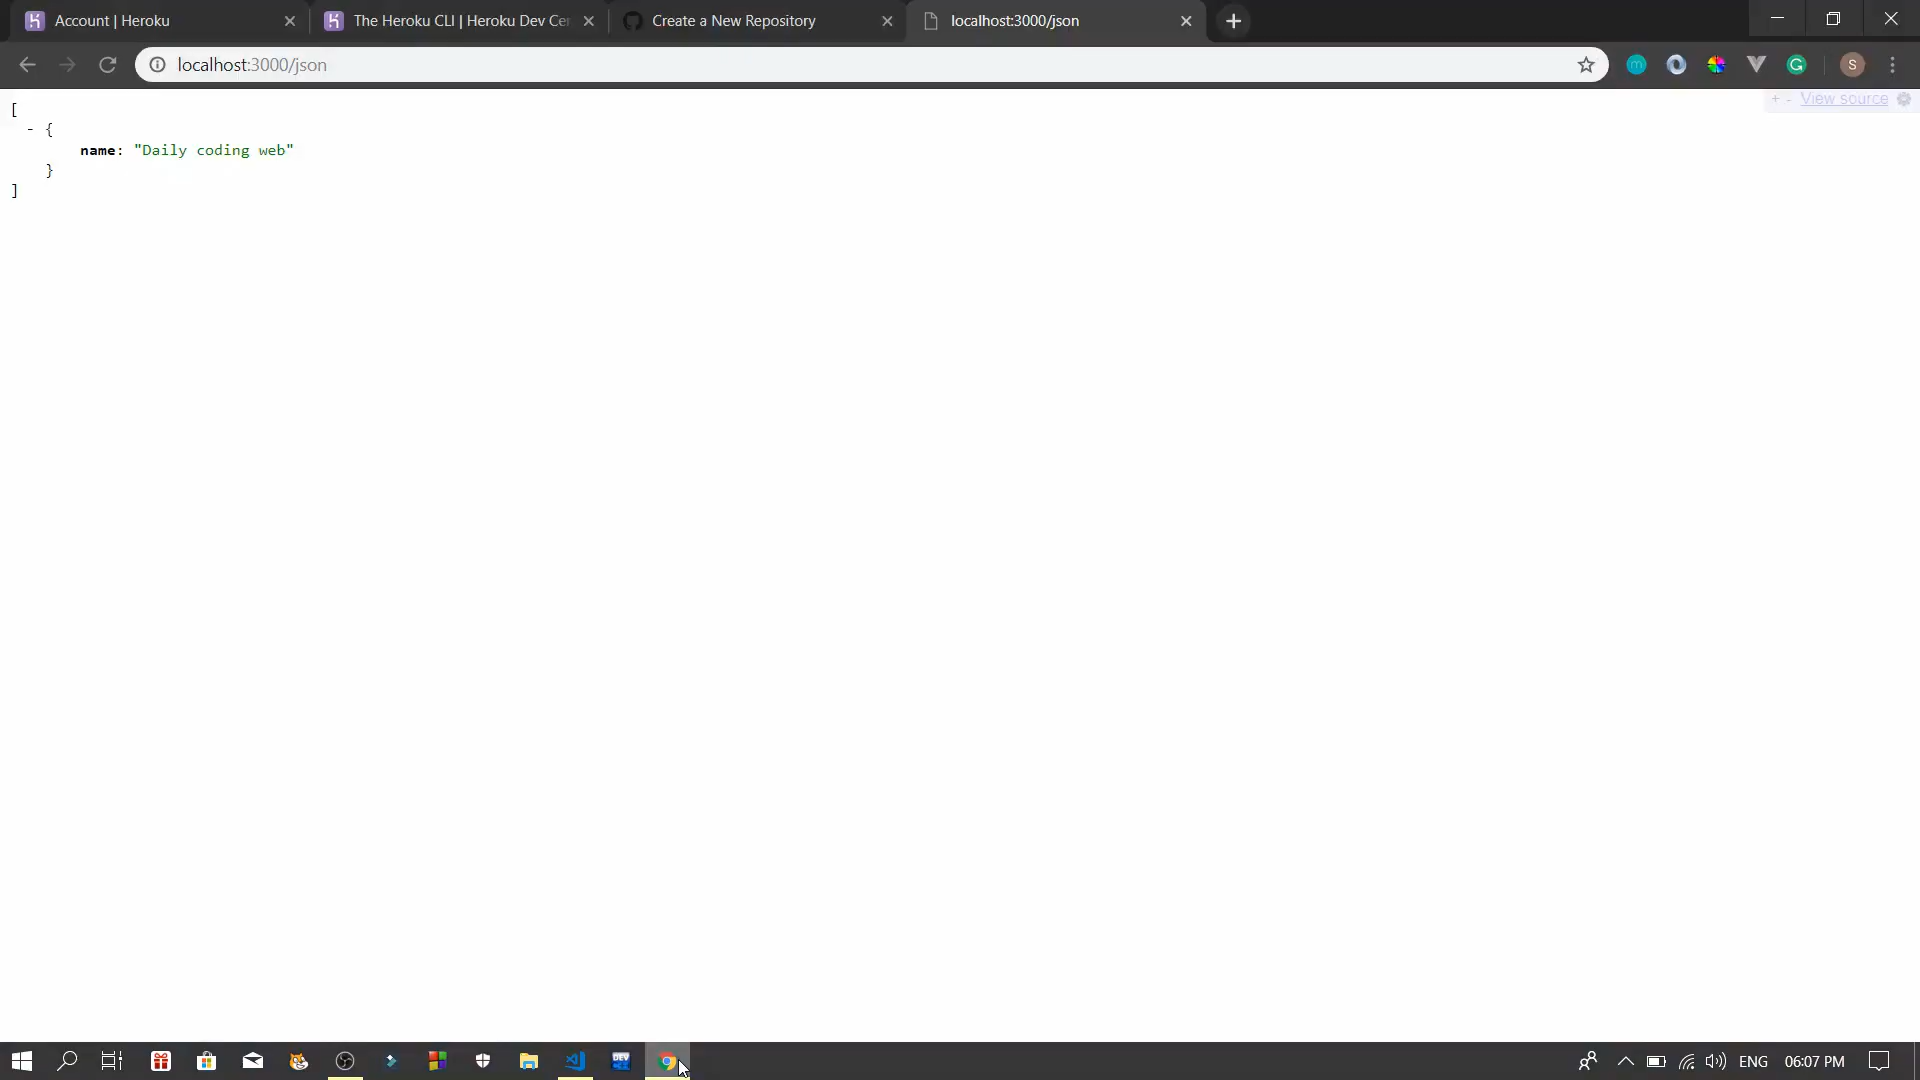 Account | Heroku
The Heroku CLI | Heroku Dev Cer
Create a New Repository
localhost:3000/json
localhost:3000/json
+ - View source
[
- {
name: "Daily coding web"
}
]
ENG
06:07 PM